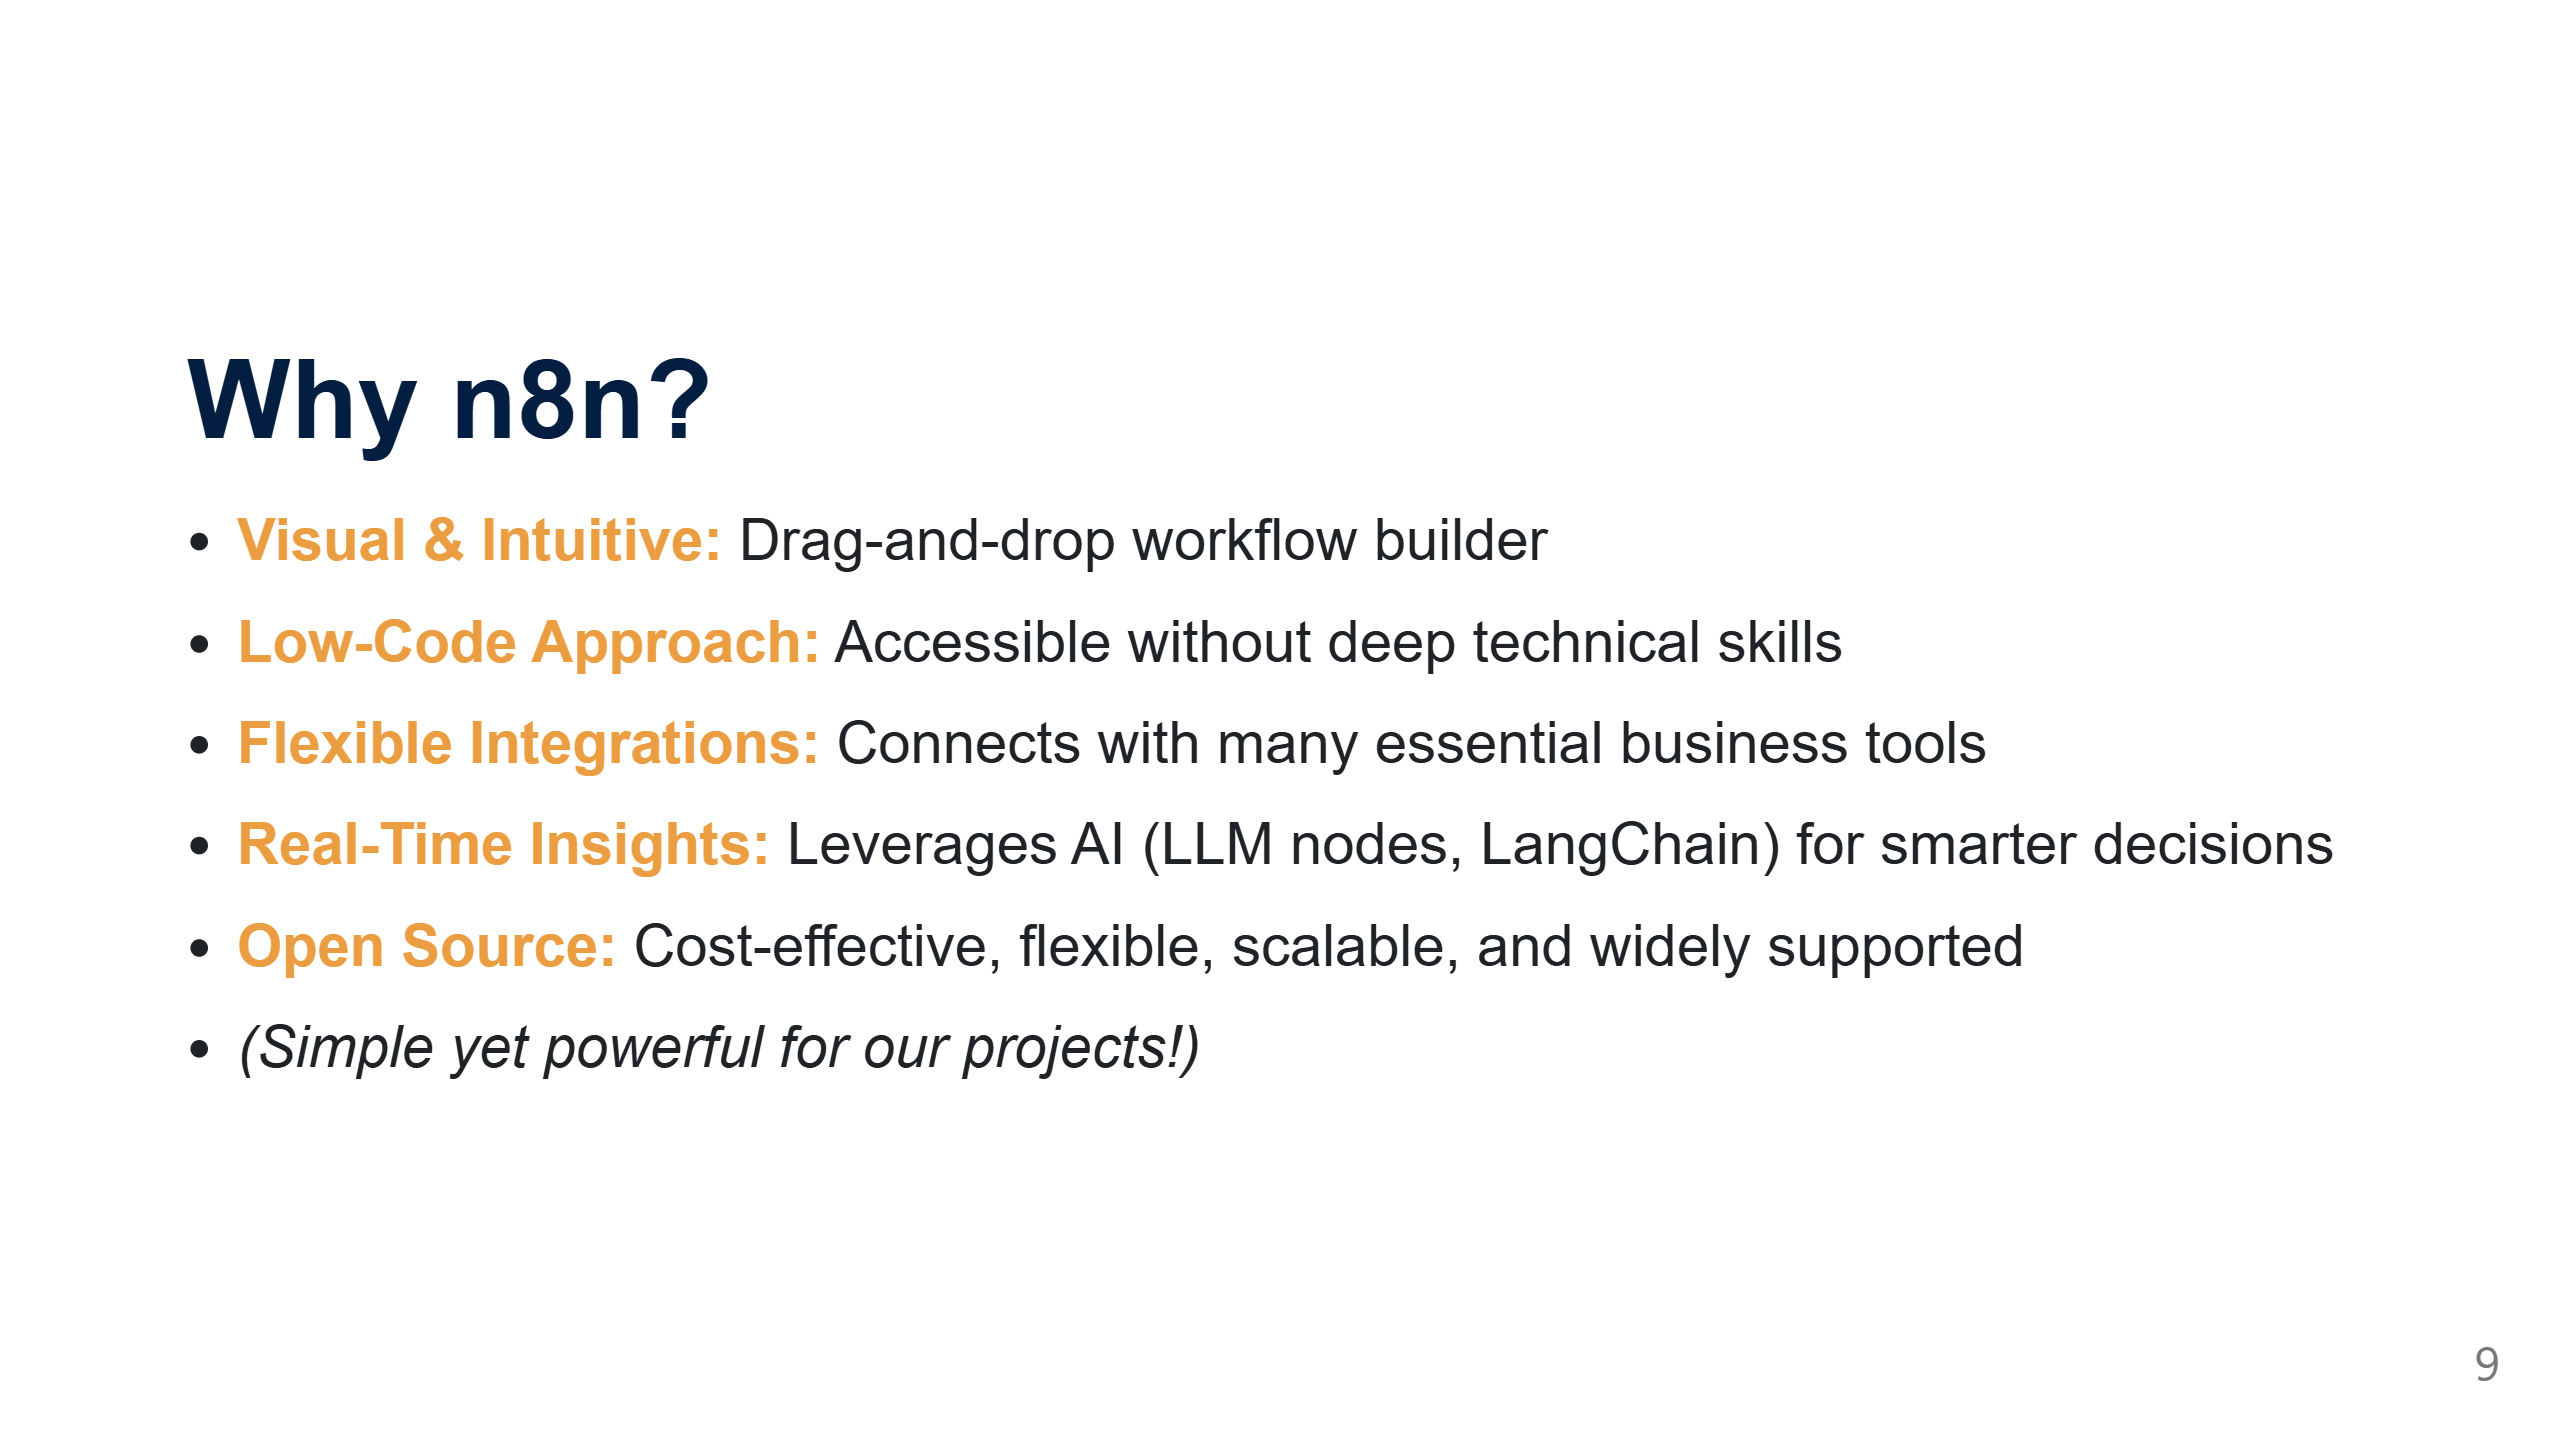 Why n8n?
• Visual & Intuitive: Drag-and-drop workflow builder
• Low-Code Approach: Accessible without deep technical skills
• Flexible Integrations: Connects with many essential business tools
• Real-Time Insights: Leverages AI (LLM nodes, LangChain) for smarter decisions
• Open Source: Cost-effective, flexible, scalable, and widely supported
• (Simple yet powerful for our projects!)
9